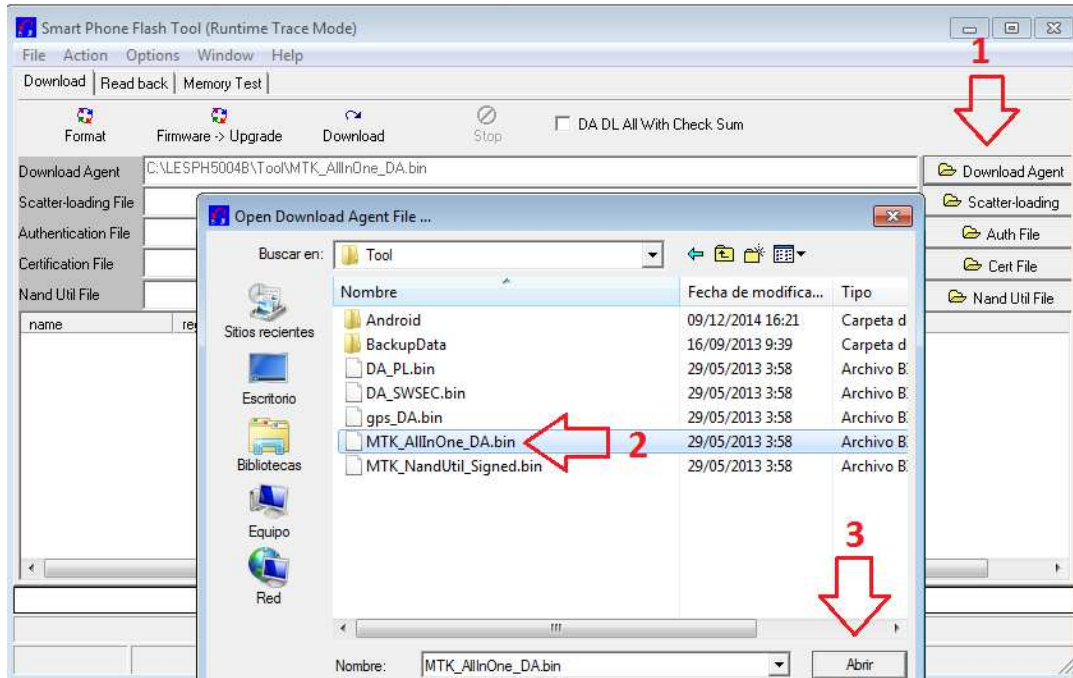 Smart Phone Flash Tool (Runtime Trace Mode)
File Action Options Window Help
1
Download Read back Memory Test
Format Firmware -> Upgrade Download Stop DA DL All With Check Sum
Download Agent C:\LESPH5004B\Tool\MTK_AllInOne_DA.bin Download Agent
Scatter-loading File Scatter-loading
Authentication File Auth File
Certification File Cert File
Nand Util File Nand Util File
name
Open Download Agent File ...
Buscar en: Tool
Nombre Fecha de modifica... Tipo
Sitios recientes
Escritorio
Bibliotecas
Equipo
Red
Android 09/12/2014 16:21 Carpeta d
BackupData 16/09/2013 9:39 Carpeta d
DA_PL.bin 29/05/2013 3:58 Archivo B
DA_SWSEC.bin 29/05/2013 3:58 Archivo B
gps_DA.bin 29/05/2013 3:58 Archivo B
MTK_AllInOne_DA.bin 2 29/05/2013 3:58 Archivo B
MTK_NandUtil_Signed.bin 29/05/2013 3:58 Archivo B
3
Nombre: MTK_AllInOne_DA.bin Abrir